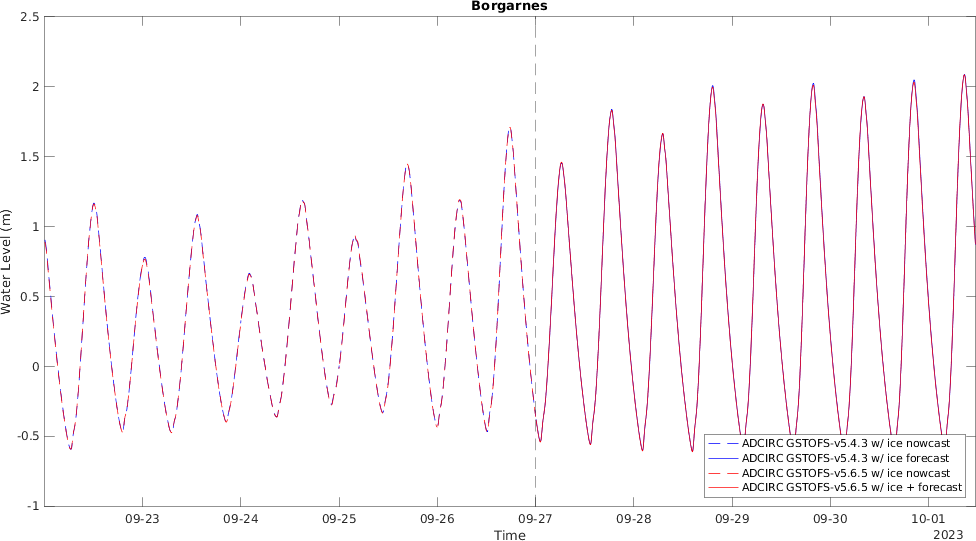 Borgarnes
2.5
2
1.5
1
0.5
0
-0.5
-1
Water Level (m)
ADCIRC GSTOFS-v5.4.3 w/ ice nowcast
ADCIRC GSTOFS-v5.4.3 w/ ice forecast
ADCIRC GSTOFS-v5.6.5 w/ ice nowcast
ADCIRC GSTOFS-v5.6.5 w/ ice + forecast
09-23 09-24 09-25 09-26 09-27 09-28 09-29 09-30 10-01
Time
2023